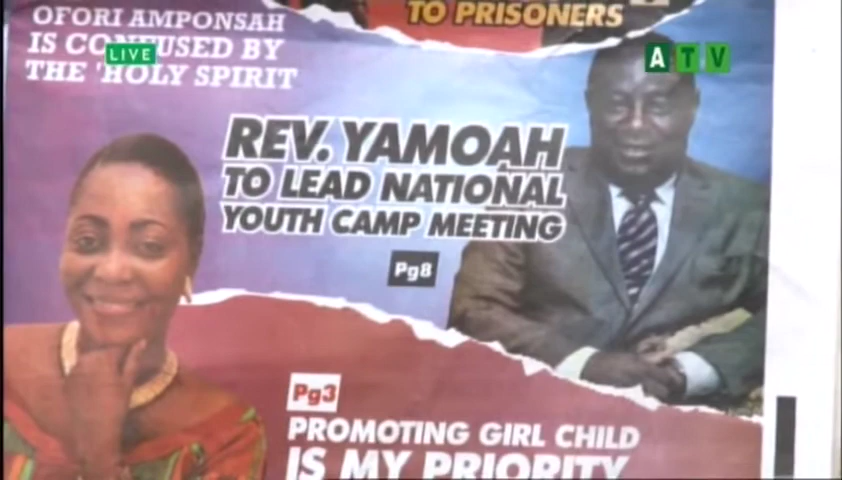 TO PRISONERS
OFORI AMPONSAH
IS CONFUSED BY
THE 'HOLY SPIRIT
LIVE
ATV
REV. YAMOAH
TO LEAD NATIONAL
YOUTH CAMP MEETING
Pg8
Pg3
PROMOTING GIRL CHILD
IS MY PRIORITY